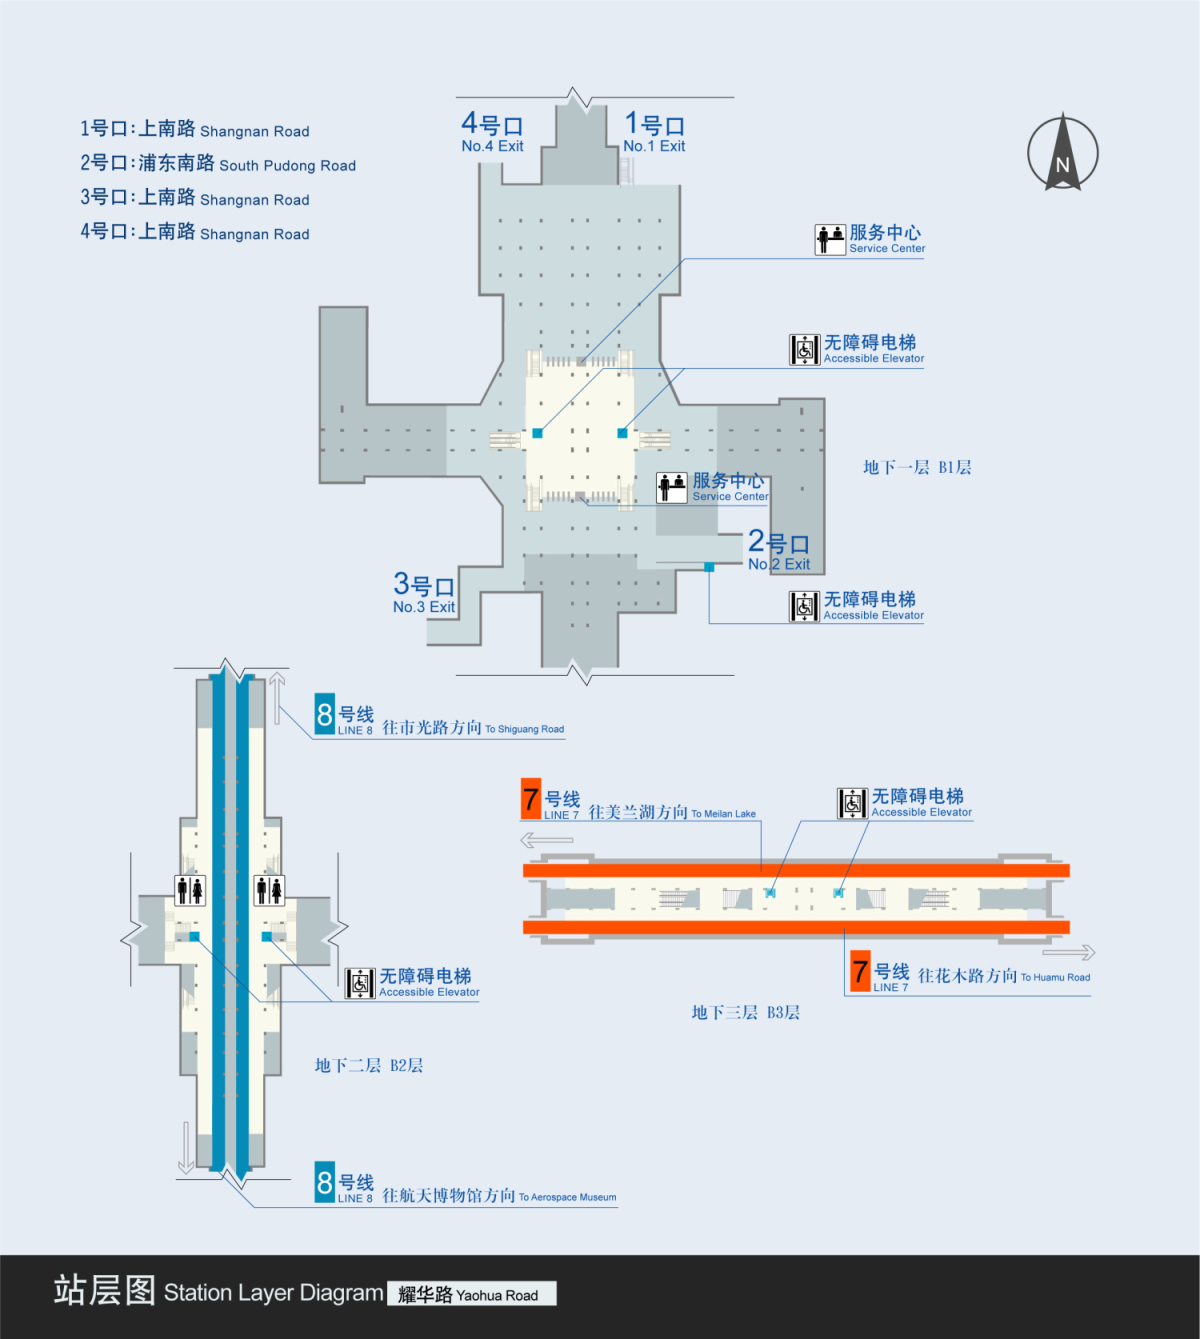 1号口：上南路 Shangnan Road
2号口：浦东南路 South Pudong Road
3号口：上南路 Shangnan Road
4号口：上南路 Shangnan Road
4号口
No.4 Exit
1号口
No.1 Exit
N
服务中心
Service Center
无障碍电梯
Accessible Elevator
地下一层 B1层
服务中心
Service Center
2号口
No.2 Exit
3号口
No.3 Exit
无障碍电梯
Accessible Elevator
8号线
LINE 8 往市光路方向 To Shiguang Road
7号线
LINE 7 往美兰湖方向 To Meilan Lake
无障碍电梯
Accessible Elevator
无障碍电梯
Accessible Elevator
7号线
LINE 7 往花木路方向 To Huamu Road
地下三层 B3层
地下二层 B2层
8号线
LINE 8 往航天博物馆方向 To Aerospace Museum
站层图 Station Layer Diagram 耀华路 Yaohua Road